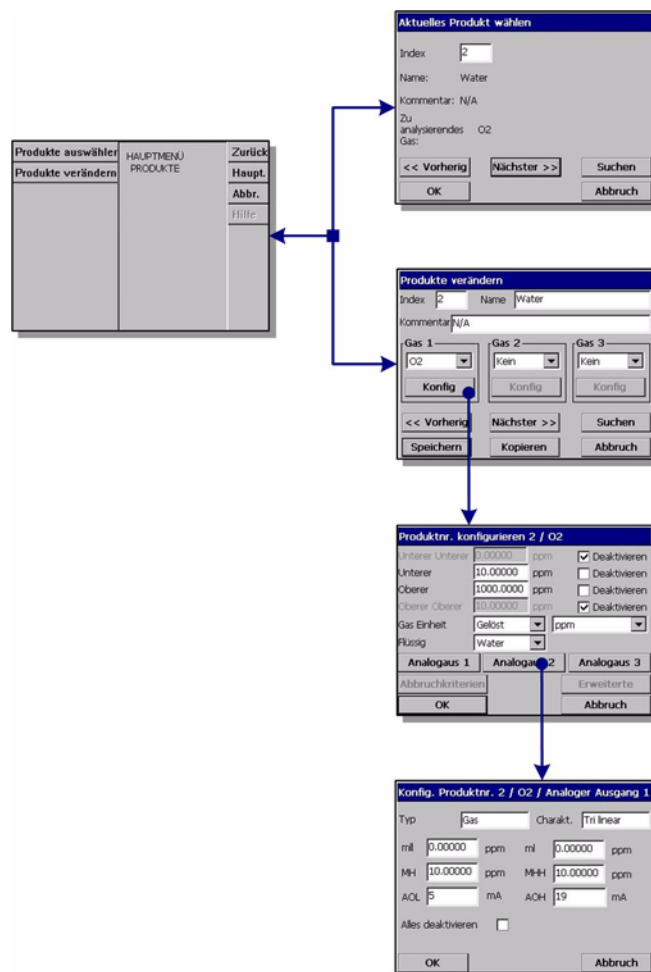 Aktuelles Produkt wählen
Index 2
Name: Water
Kommentar: N/A
Zu
analysierendes O2
Gas:
<< Vorherig Nächster >> Suchen
OK Abbruch
Produkte auswähler HAUPTMENÜ Zurück
Produkte verändern PRODUKTE Haupt.
Abbr.
Hilfe
Produkte verändern
Index 2 Name Water
Kommentar N/A
Gas 1 Gas 2 Gas 3
O2 Kein Kein
Konfig Konfig Konfig
<< Vorherig Nächster >> Suchen
Speichern Kopieren Abbruch
Produktnr. konfigurieren 2 / O2
Unterer Unterer 0.00000 ppm Deaktivieren
Unterer 10.00000 ppm Deaktivieren
Oberer 1000.0000 ppm Deaktivieren
Oberer Oberer 10.00000 ppm Deaktivieren
Gas Einheit Gelöst ppm
Flüssig Water
Analogaus 1 Analogaus 2 Analogaus 3
Abbruchkriterien Erweiterte
OK Abbruch
Konfig. Produktnr. 2 / O2 / Analoger Ausgang 1
Typ Gas Charakt. Tri linear
mll 0.00000 ppm ml 0.00000 ppm
MH 10.00000 ppm MHH 10.00000 ppm
AOL 5 mA AOH 19 mA
Alles deaktivieren
OK Abbruch